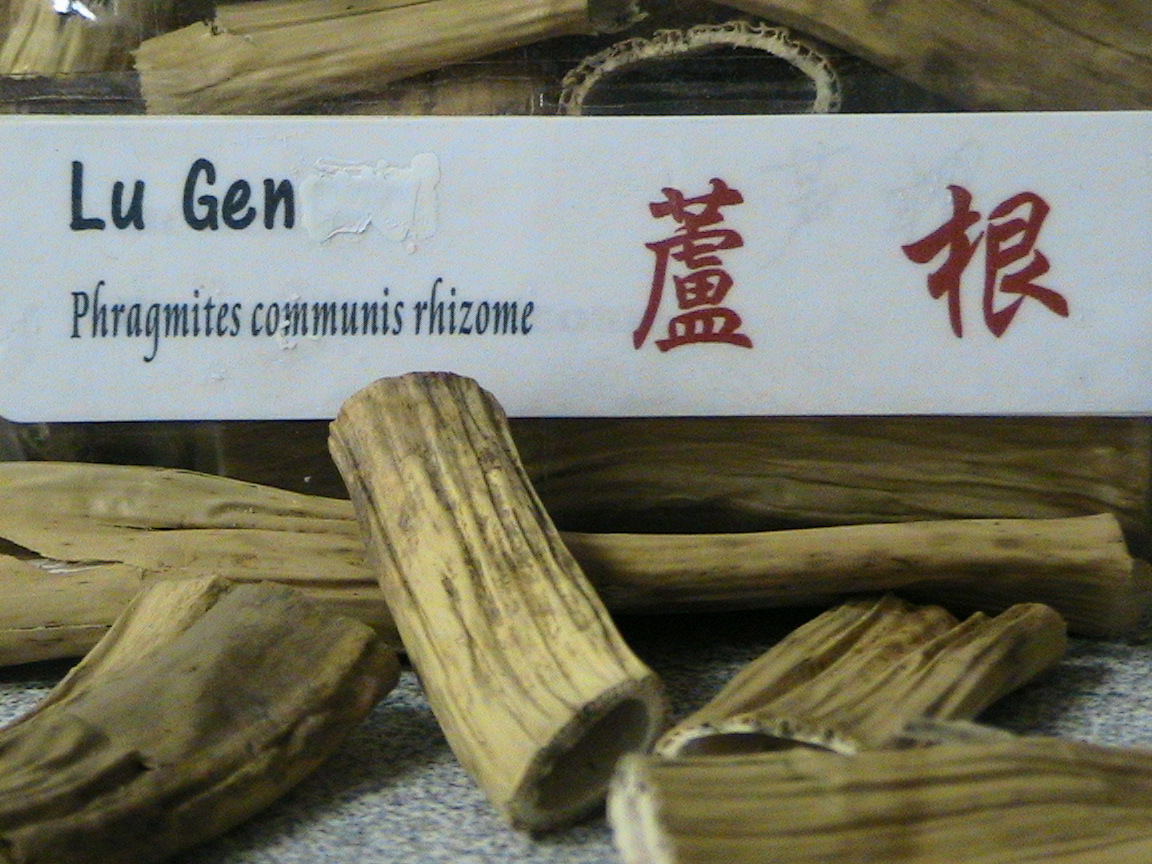 Lu Gen
蘆 根
Phragmites communis rhizome